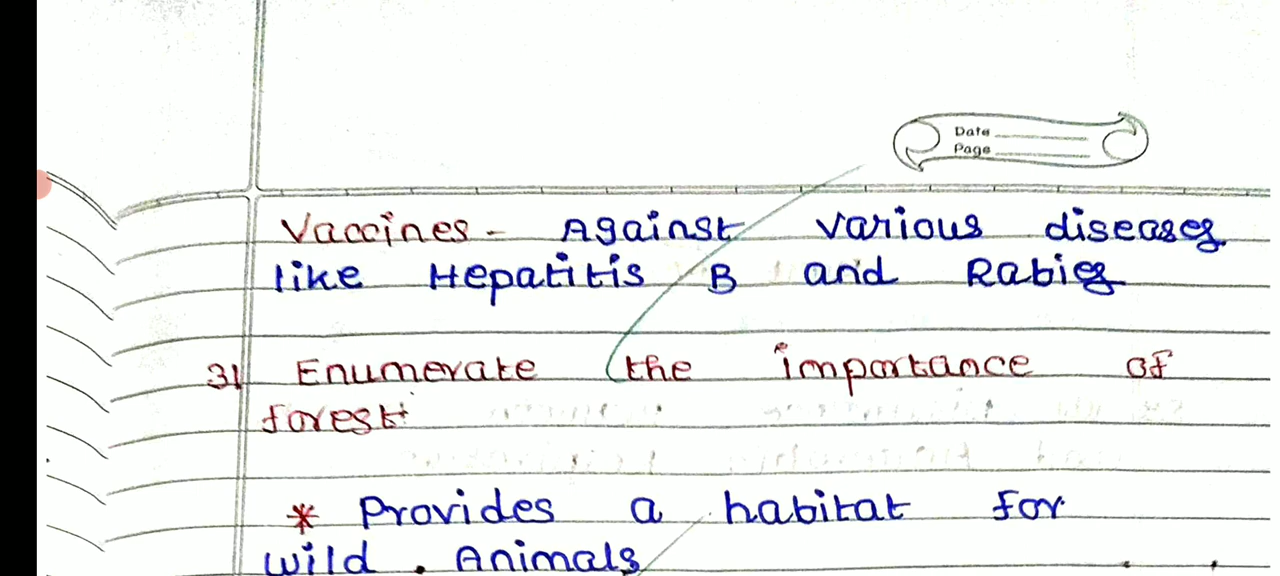 Date
Page
Vaccines - Against various diseases
like Hepatitis B and Rabies
31 Enumerate the importance of
forest
* Provides a habitat for
wild Animals